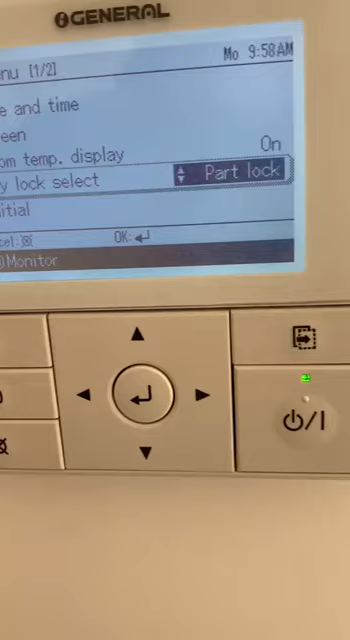 GENERAL
nu [1/2]
Mo 9:58AM
e and time
een
om temp. display On
y lock select Part lock
itial
cel: OK:
Monitor